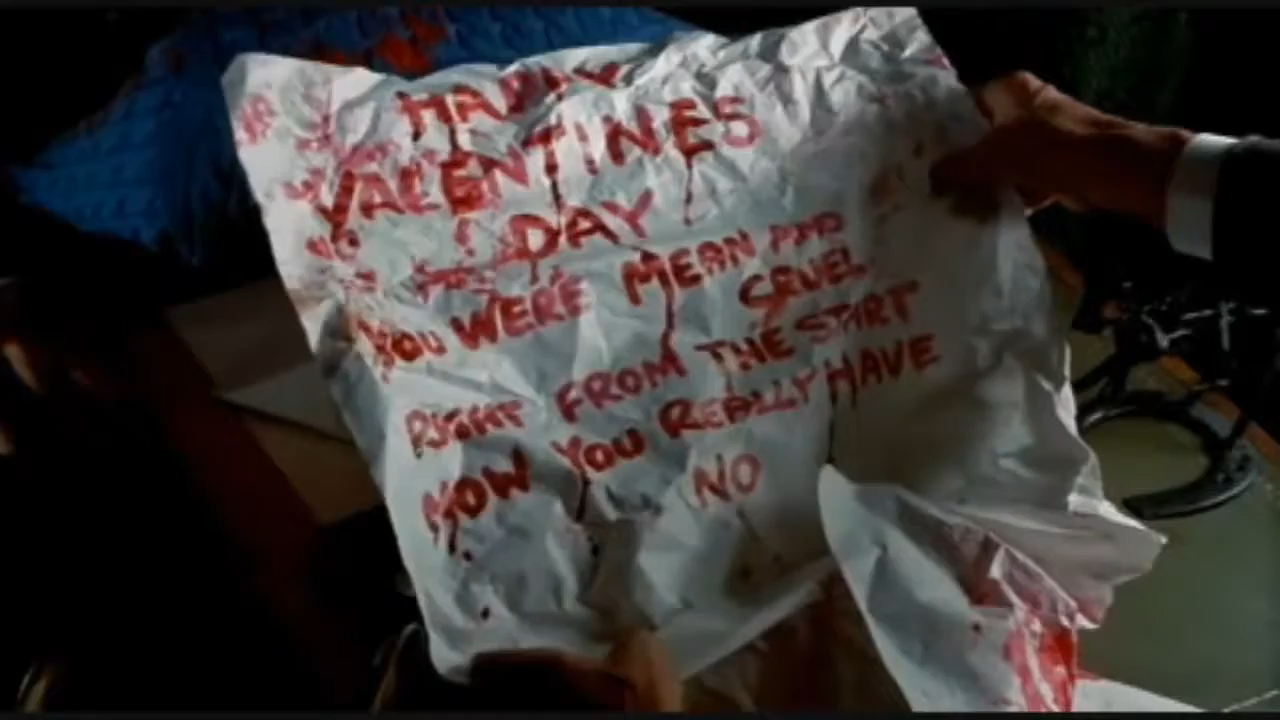 HAPPY
VALENTINES
DAY
YOU WERE MEAN AND
CRUEL
RIGHT FROM THE START
NOW YOU REALLY HAVE
NO